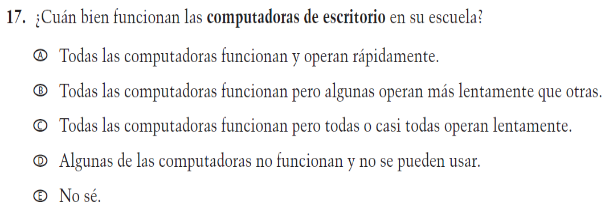 17. ¿Cuán bien funcionan las computadoras de escritorio en su escuela?
Ⓐ Todas las computadoras funcionan y operan rápidamente.
Ⓑ Todas las computadoras funcionan pero algunas operan más lentamente que otras.
Ⓒ Todas las computadoras funcionan pero todas o casi todas operan lentamente.
Ⓓ Algunas de las computadoras no funcionan y no se pueden usar.
Ⓔ No sé.